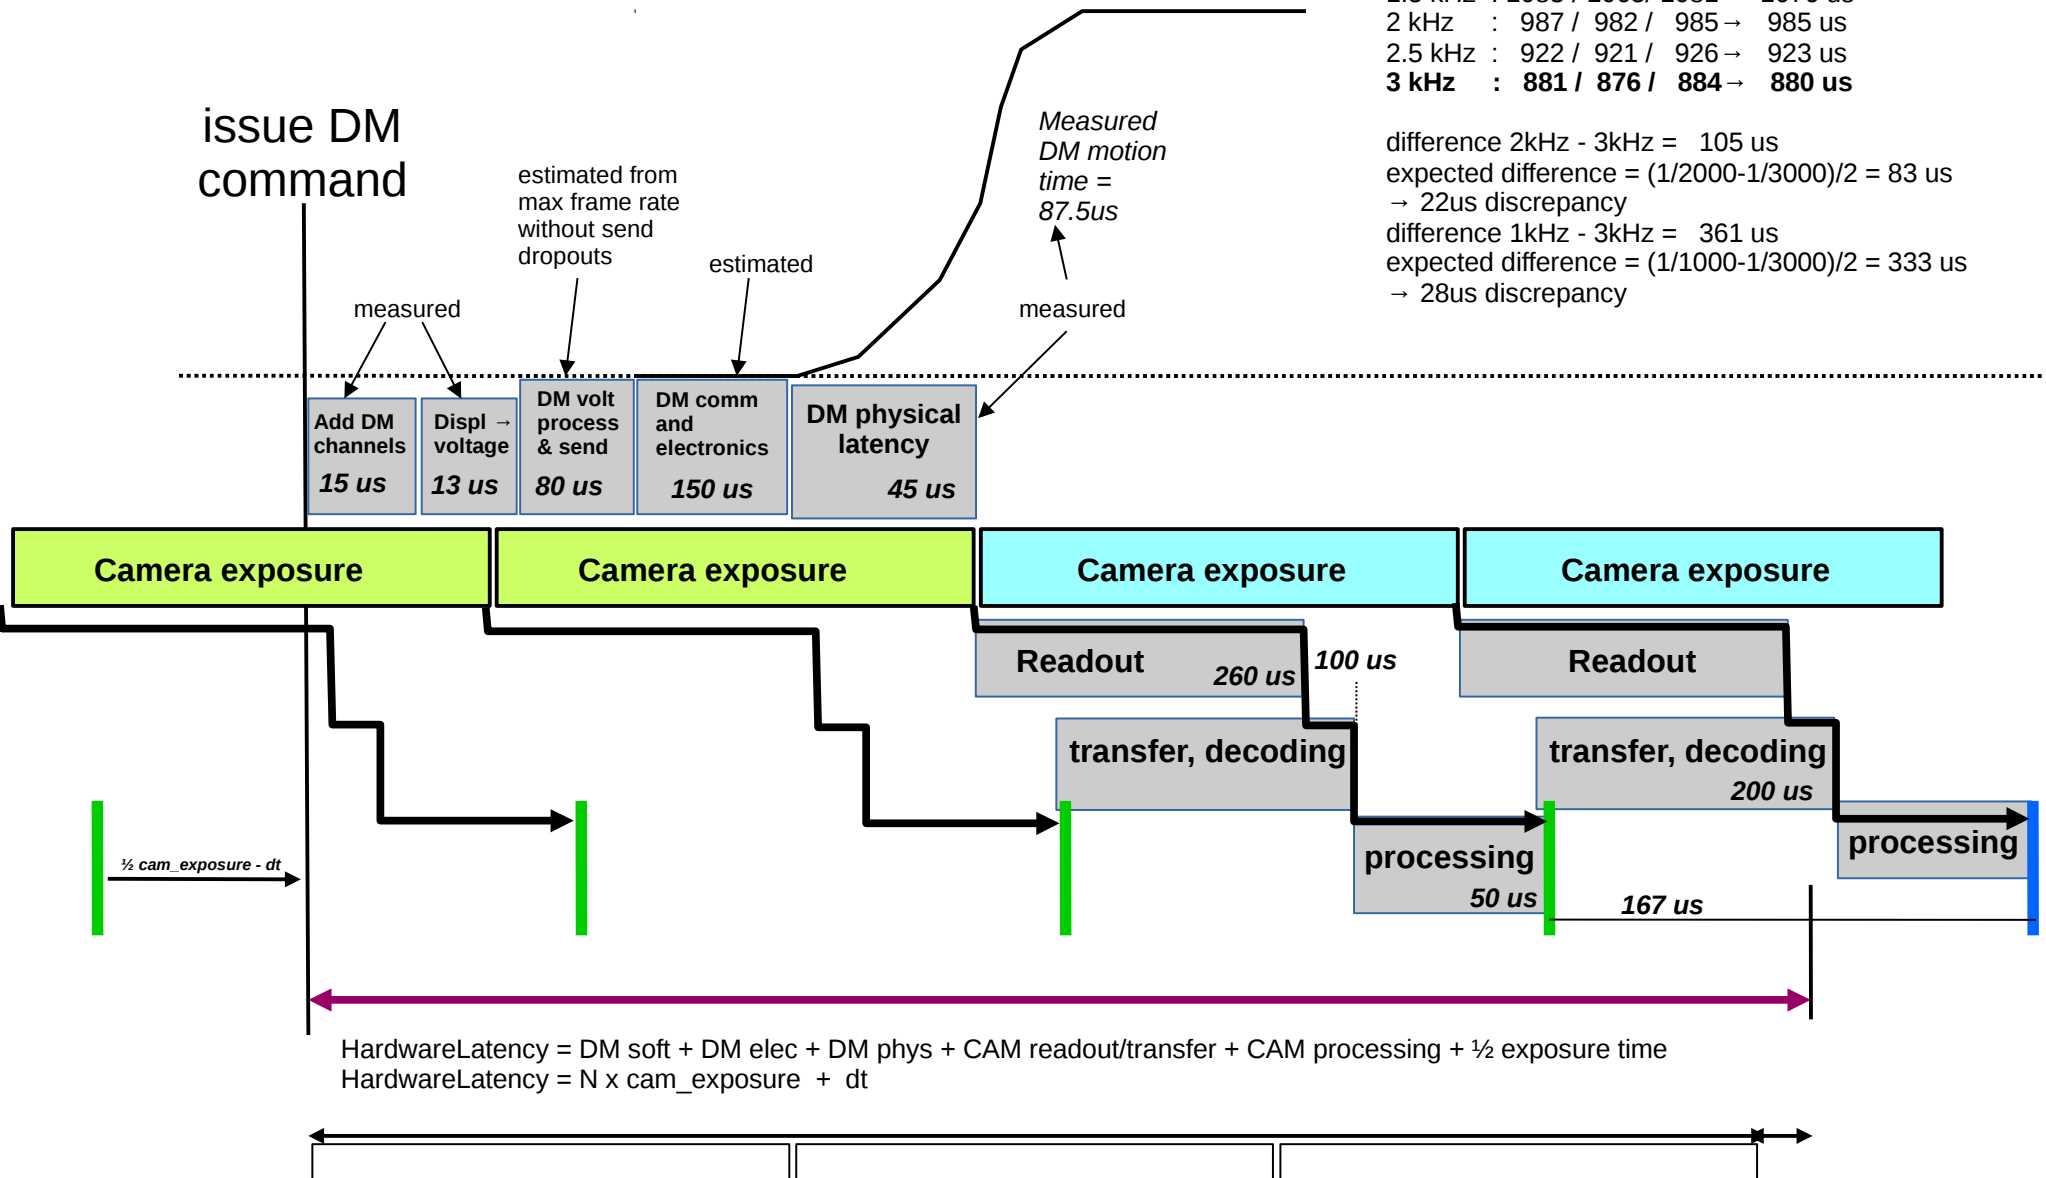 2 kHz : 987 / 982 / 985→ 985 us
2.5 kHz : 922 / 921 / 926→ 923 us
3 kHz : 881 / 876 / 884→ 880 us
difference 2kHz - 3kHz = 105 us
expected difference = (1/2000-1/3000)/2 = 83 us
→ 22us discrepancy
difference 1kHz - 3kHz = 361 us
expected difference = (1/1000-1/3000)/2 = 333 us
→ 28us discrepancy
issue DM
command
estimated from
max frame rate
without send
dropouts
estimated
measured
Measured
DM motion
time =
87.5us
measured
Add DM
channels
15 us
Displ →
voltage
13 us
DM volt
process
& send
80 us
DM comm
and
electronics
150 us
DM physical
latency
45 us
Camera exposure
Camera exposure
Camera exposure
Camera exposure
Readout
260 us
100 us
Readout
transfer, decoding
transfer, decoding
200 us
processing
50 us
processing
½ cam_exposure - dt
167 us
HardwareLatency = DM soft + DM elec + DM phys + CAM readout/transfer + CAM processing + ½ exposure time
HardwareLatency = N x cam_exposure + dt